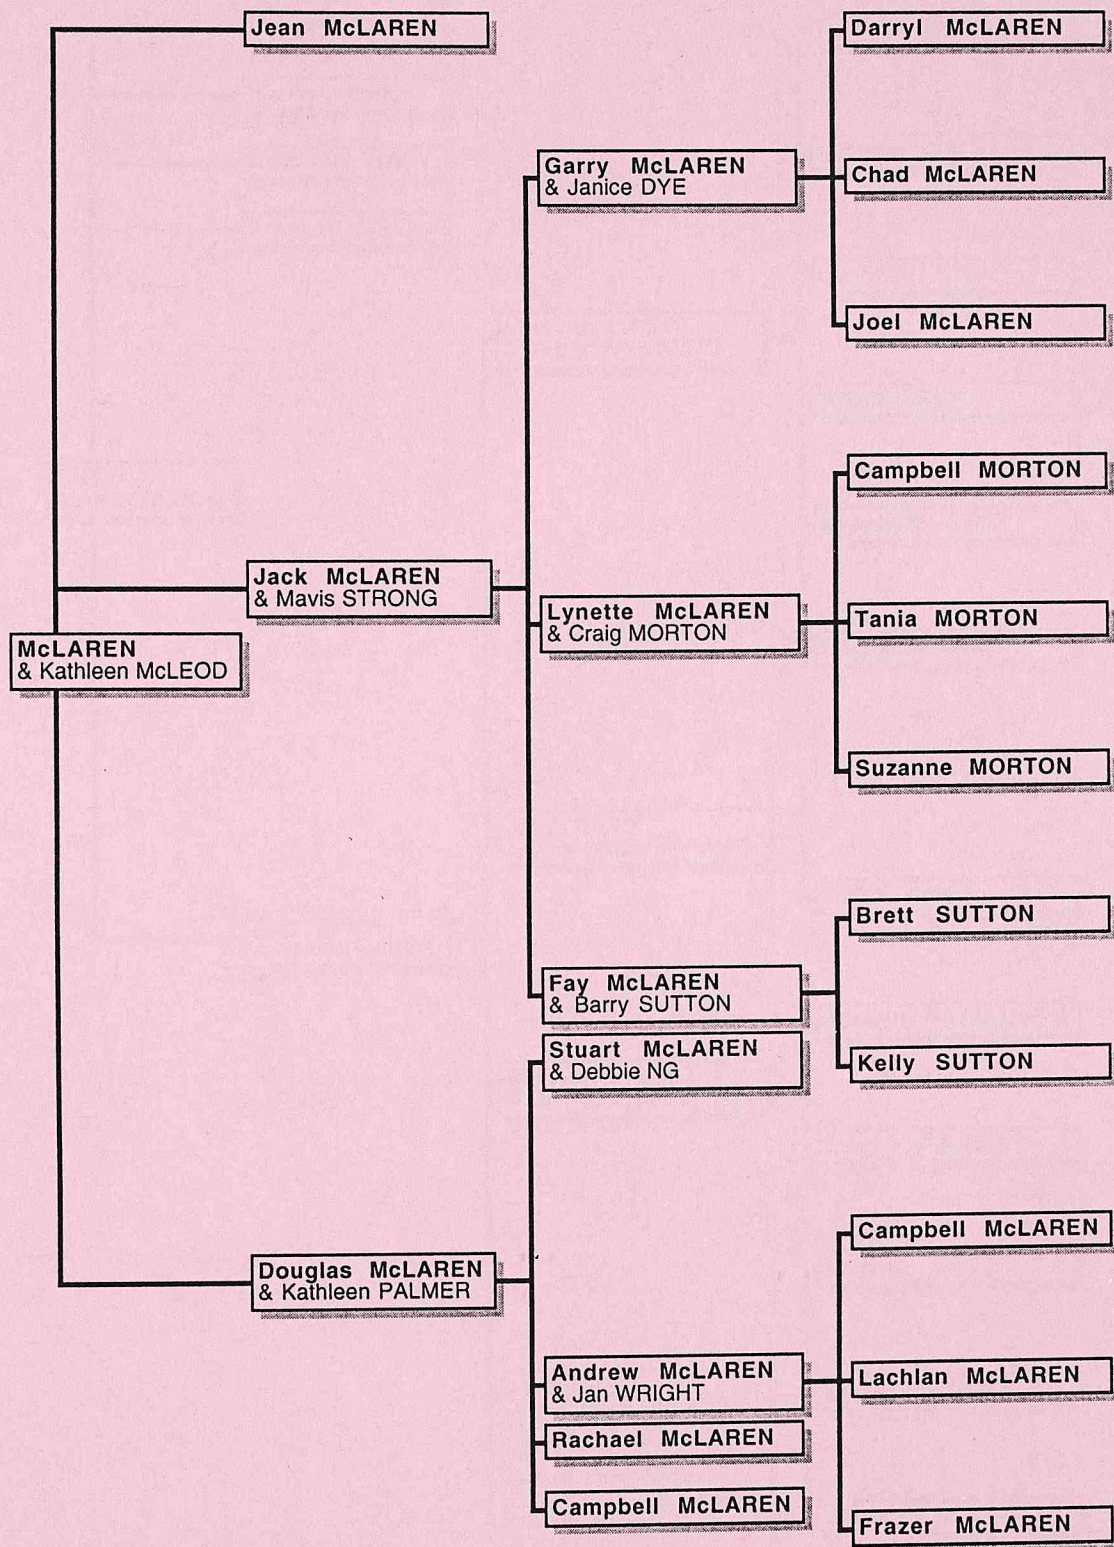 Jean McLAREN
Darryl McLAREN
Garry McLAREN
& Janice DYE
Chad McLAREN
Joel McLAREN
Campbell MORTON
Jack McLAREN
& Mavis STRONG
Lynette McLAREN
& Craig MORTON
Tania MORTON
McLAREN
& Kathleen McLEOD
Suzanne MORTON
Brett SUTTON
Fay McLAREN
& Barry SUTTON
Stuart McLAREN
& Debbie NG
Kelly SUTTON
Campbell McLAREN
Douglas McLAREN
& Kathleen PALMER
Andrew McLAREN
& Jan WRIGHT
Lachlan McLAREN
Rachael McLAREN
Campbell McLAREN
Frazer McLAREN